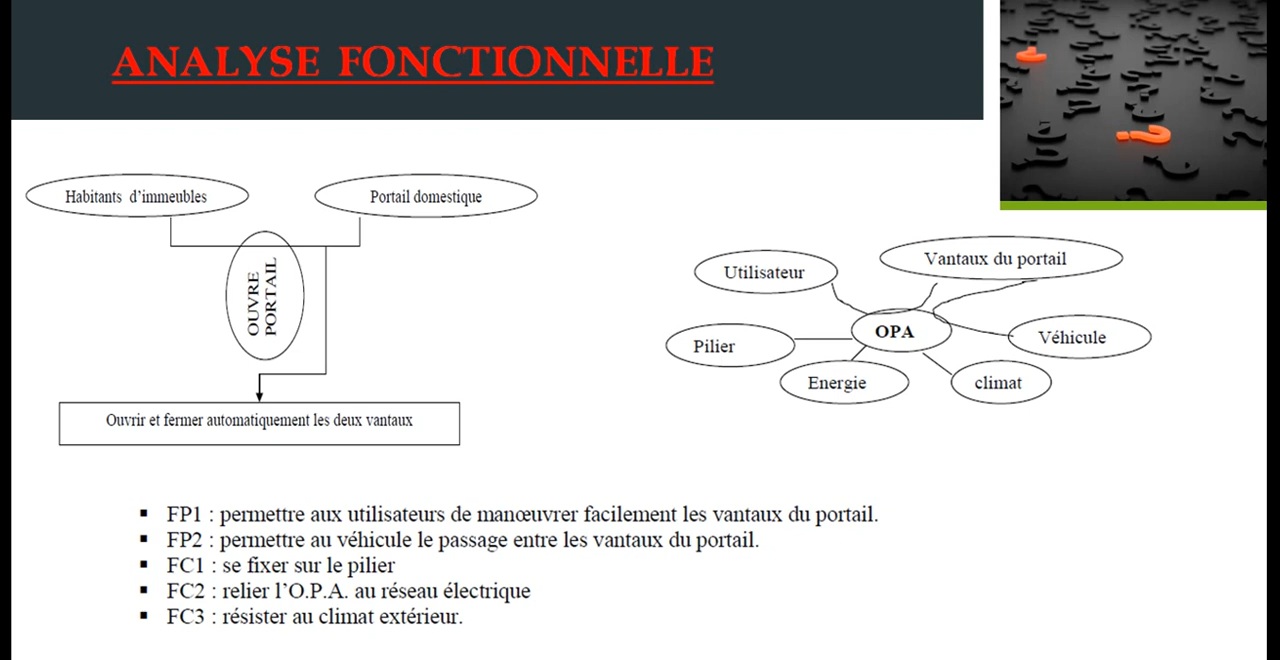 ANALYSE FONCTIONNELLE
Habitants d’immeubles
Portail domestique
OUVRE
PORTAIL
Ouvrir et fermer automatiquement les deux vantaux
Utilisateur
Vantaux du portail
OPA
Pilier
Véhicule
Energie
climat
▪ FP1 : permettre aux utilisateurs de manœuvrer facilement les vantaux du portail.
▪ FP2 : permettre au véhicule le passage entre les vantaux du portail.
▪ FC1 : se fixer sur le pilier
▪ FC2 : relier l’O.P.A. au réseau électrique
▪ FC3 : résister au climat extérieur.